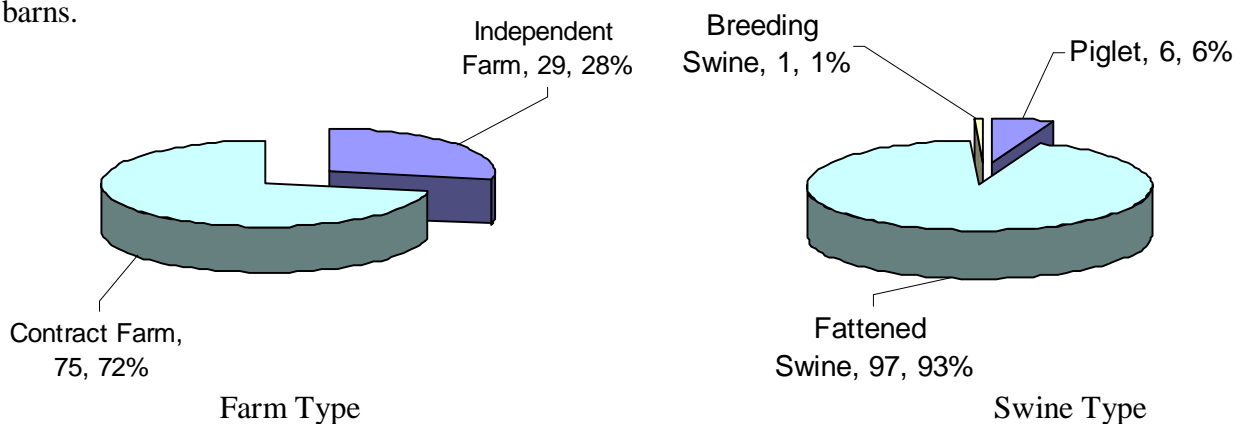 barns.
Independent
Farm, 29, 28%
Contract Farm,
75, 72%
Farm Type
Breeding
Swine, 1, 1%
Piglet, 6, 6%
Fattened
Swine, 97, 93%
Swine Type